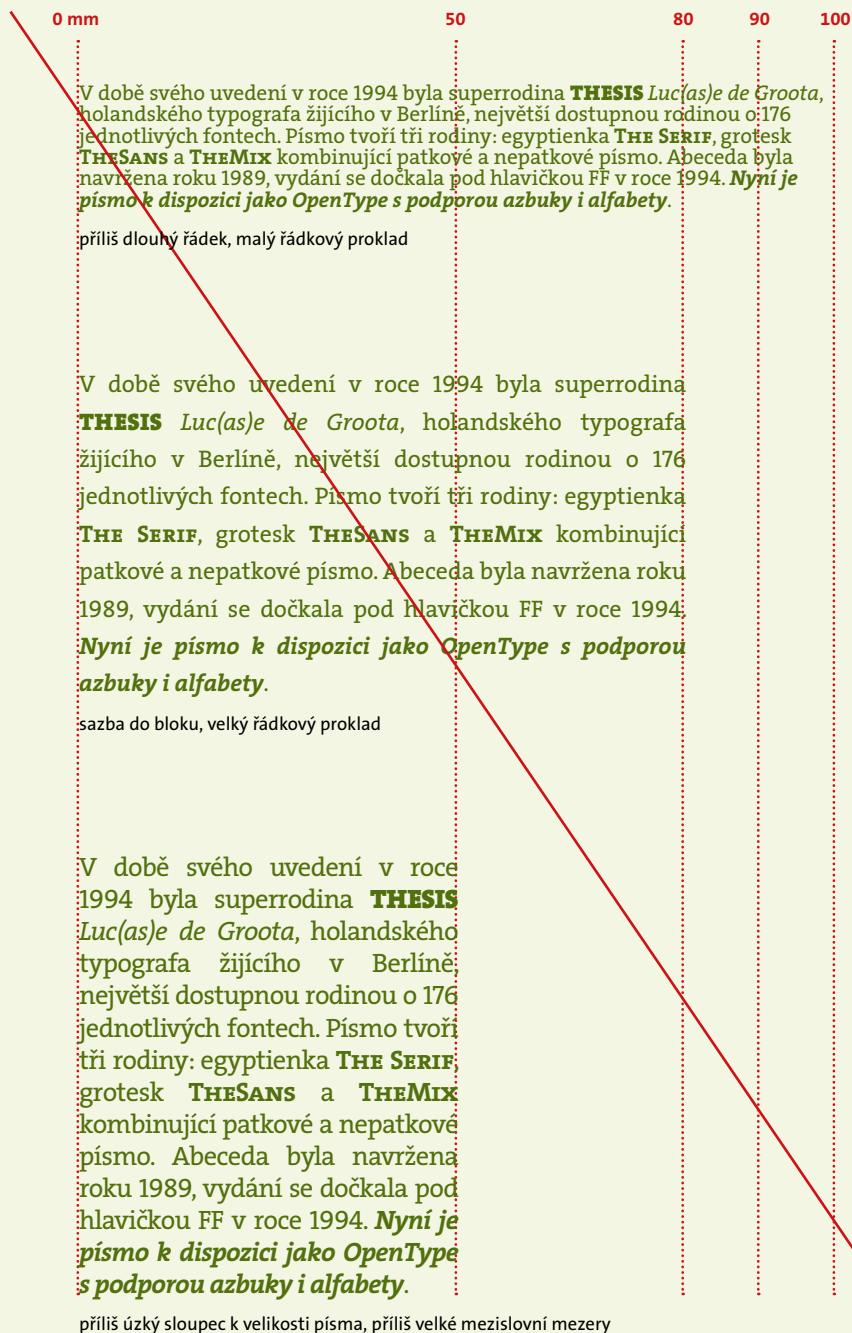 0 mm 50 80 90 100
V době svého uvedení v roce 1994 byla superrodina THESIS Luc(as)e de Groota,
holandského typografa žijícího v Berlíně, největší dostupnou rodinou o 176
jednotlivých fontech. Písmo tvoří tři rodiny: egyptienka The Serif, grotesk
TheSans a TheMix kombinující patkové a nepatkové písmo. Abeceda byla
navržena roku 1989, vydání se dočkala pod hlavičkou FF v roce 1994. Nyní je
písmo k dispozici jako OpenType s podporou azbuky i alfabety.
příliš dlouhý řádek, malý řádkový proklad
V době svého uvedení v roce 1994 byla superrodina
THESIS Luc(as)e de Groota, holandského typografa
žijícího v Berlíně, největší dostupnou rodinou o 176
jednotlivých fontech. Písmo tvoří tři rodiny: egyptienka
The Serif, grotesk TheSans a TheMix kombinující
patkové a nepatkové písmo. Abeceda byla navržena roku
1989, vydání se dočkala pod hlavičkou FF v roce 1994.
Nyní je písmo k dispozici jako OpenType s podporou
azbuky i alfabety.
sazba do bloku, velký řádkový proklad
V době svého uvedení v roce
1994 byla superrodina THESIS
Luc(as)e de Groota, holandského
typografa žijícího v Berlíně,
největší dostupnou rodinou o 176
jednotlivých fontech. Písmo tvoří
tři rodiny: egyptienka The Serif,
grotesk TheSans a TheMix
kombinující patkové a nepatkové
písmo. Abeceda byla navržena
roku 1989, vydání se dočkala pod
hlavičkou FF v roce 1994. Nyní je
písmo k dispozici jako OpenType
s podporou azbuky i alfabety.
příliš úzký sloupec k velikosti písma, příliš velké mezislovní mezery